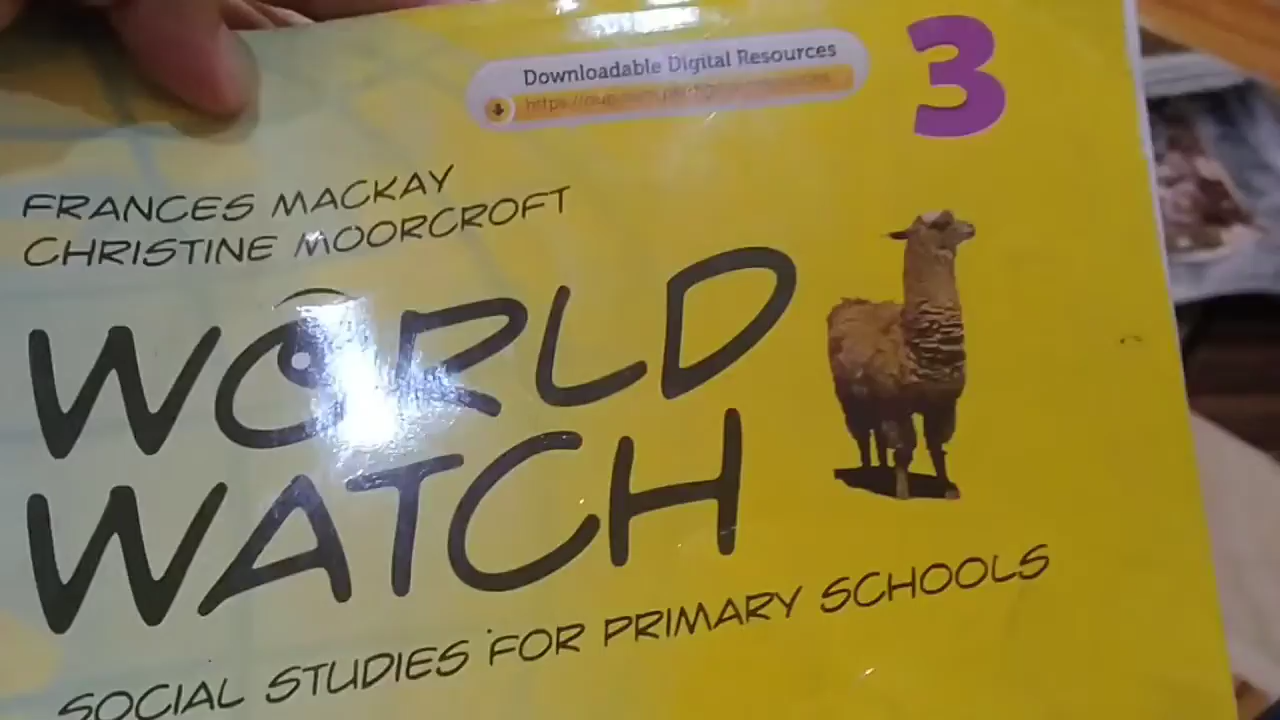 Downloadable Digital Resources
3
FRANCES MACKAY
CHRISTINE MOORCROFT
WORLD
WATCH
SOCIAL STUDIES FOR PRIMARY SCHOOLS